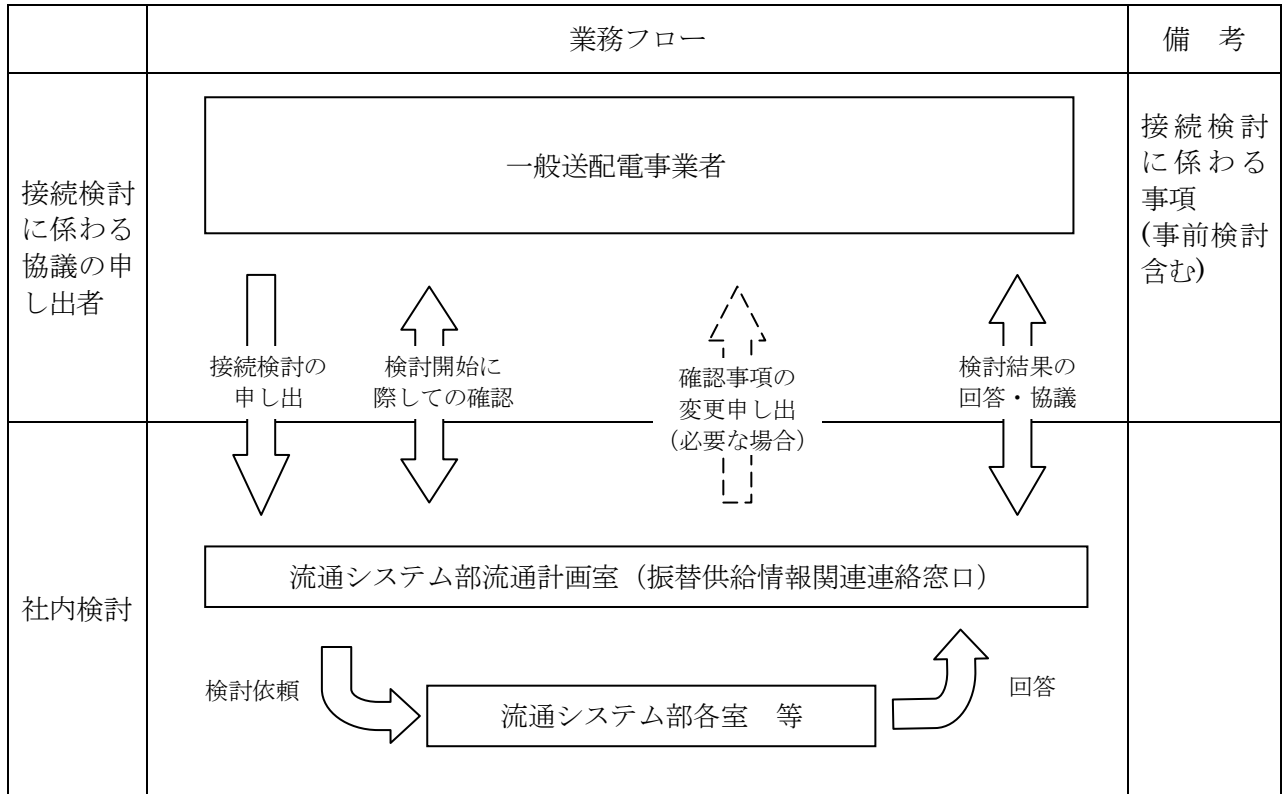 業務フロー
備　考
接続検討
に係わる
協議の申
し出者
一般送配電事業者
接続検討
に係わる
事項
(事前検討
含む)
接続検討の
申し出
検討開始に
際しての確認
確認事項の
変更申し出
（必要な場合）
検討結果の
回答・協議
社内検討
流通システム部流通計画室（振替供給情報関連連絡窓口）
検討依頼
流通システム部各室　等
回答